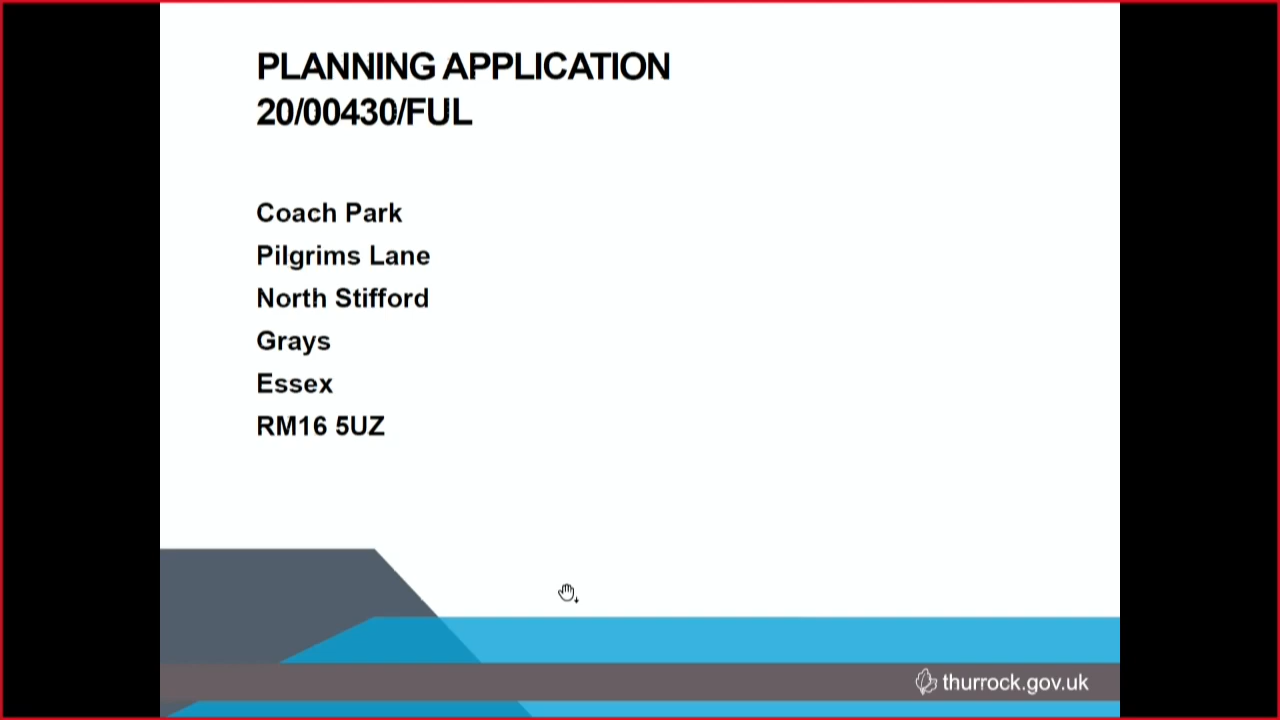 PLANNING APPLICATION
20/00430/FUL
Coach Park
Pilgrims Lane
North Stifford
Grays
Essex
RM16 5UZ
thurrock.gov.uk